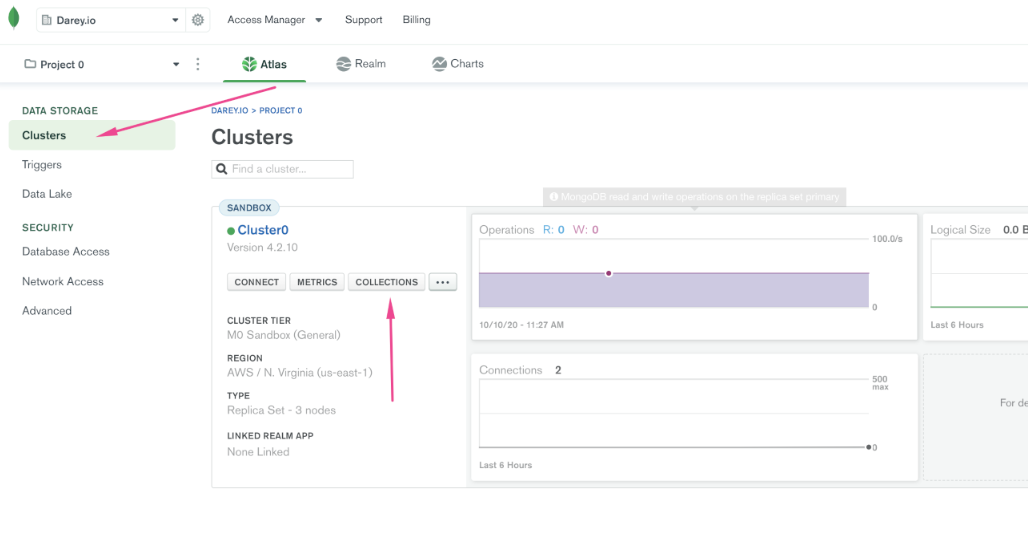 Darey.io
Access Manager
Support
Billing
Project 0
Atlas
Realm
Charts
DATA STORAGE
Clusters
Triggers
Data Lake
SECURITY
Database Access
Network Access
Advanced
DAREY.IO > PROJECT 0
Clusters
Find a cluster...
MongoDB read and write operations on the replica set primary
SANDBOX
Cluster0
Version 4.2.10
CONNECT METRICS COLLECTIONS ...
CLUSTER TIER
M0 Sandbox (General)
REGION
AWS / N. Virginia (us-east-1)
TYPE
Replica Set - 3 nodes
LINKED REALM APP
None Linked
Operations R: 0 W: 0
100.0/s
0
10/10/20 - 11:27 AM
Connections 2
500
max
0
Last 6 Hours
Logical Size 0.0 B
Last 6 Hours
For de